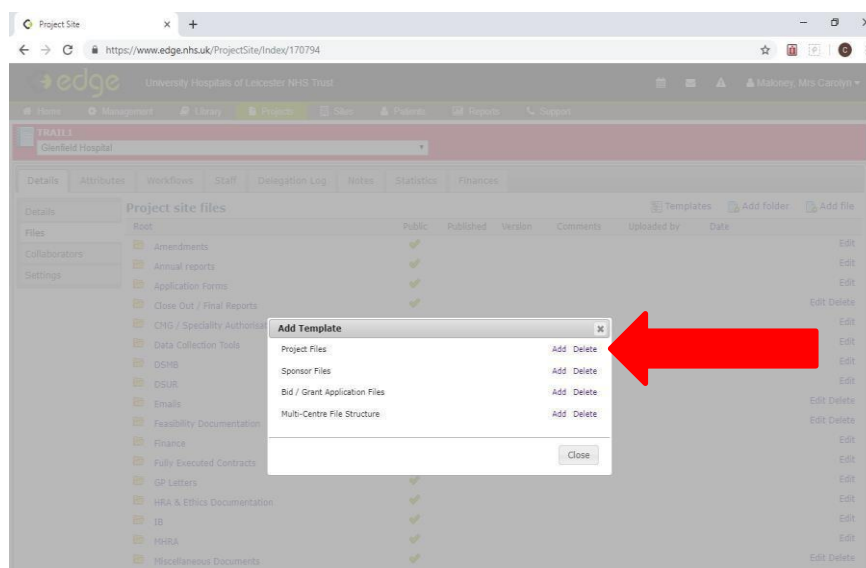 Project Site
https://www.edge.nhs.uk/ProjectSite/Index/170794
C
edge University Hospitals of Leicester NHS Trust Maloney, Mrs Carolyn
Home Management Library Projects Sites Patients Reports Support
TRAIL1
Glenfield Hospital
Details Attributes Workflows Staff Delegation Log Notes Statistics Finances
Details
Files
Collaborators
Settings
Project site files Templates Add folder Add file
Root Public Published Version Comments Uploaded by Date
Amendments Edit
Annual reports Edit
Application Forms Edit
Close Out / Final Reports Edit Delete
CMG / Speciality Authorisat Edit
Data Collection Tools Edit
DSMB Edit
DSUR Edit
Emails Edit Delete
Feasibility Documentation Edit Delete
Finance Edit
Fully Executed Contracts Edit
GP Letters Edit
HRA & Ethics Documentation Edit
IB Edit
MHRA Edit
Miscellaneous Documents Edit Delete
Add Template
Project Files Add Delete
Sponsor Files Add Delete
Bid / Grant Application Files Add Delete
Multi-Centre File Structure Add Delete
Close